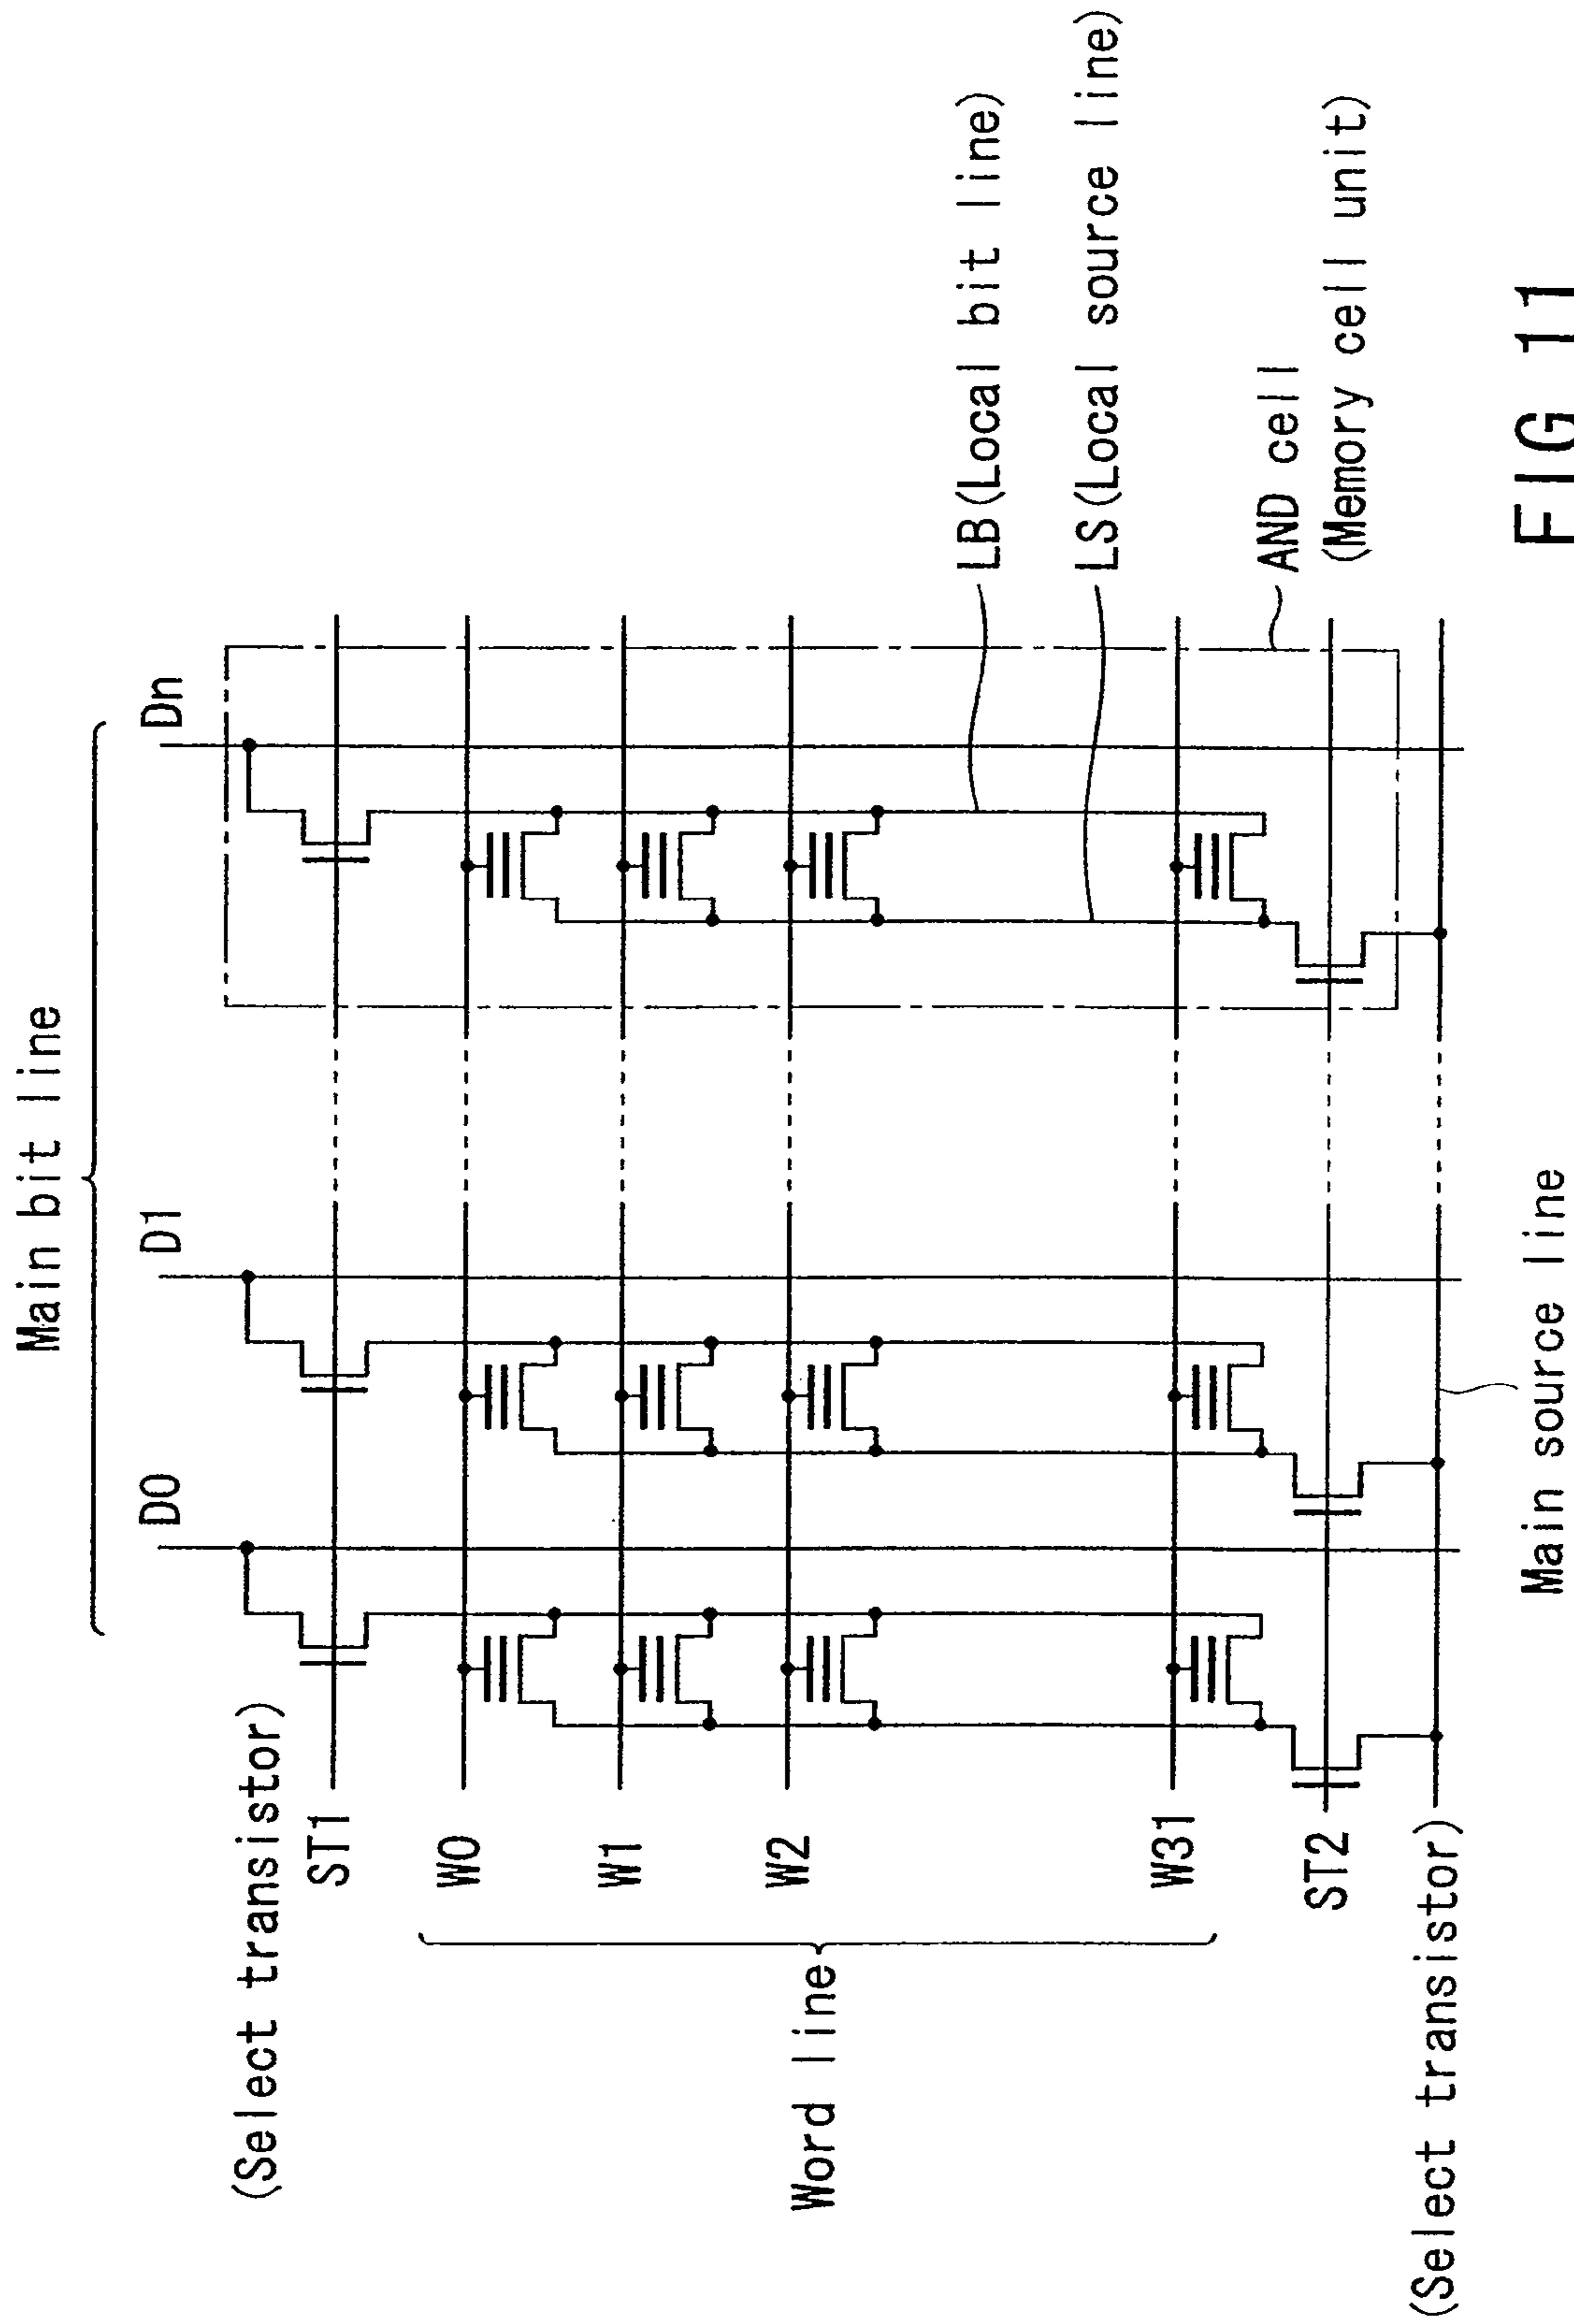 Main bit line
D0
D1
Dn
(Select transistor)
ST1
W0
W1
W2
W31
Word line
ST2
(Select transistor)
LB(Local bit line)
LS(Local source line)
AND cell
(Memory cell unit)
Main source line
FIG 11